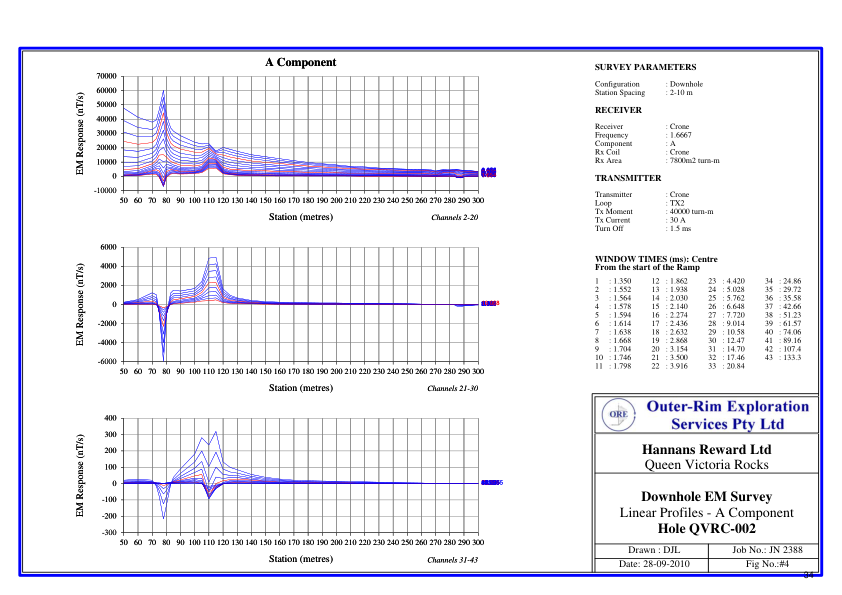 A Component
EM Response (nT/s)
70000
60000
50000
40000
30000
20000
10000
0
-10000
50 60 70 80 90 100 110 120 130 140 150 160 170 180 190 200 210 220 230 240 250 260 270 280 290 300
Station (metres)
Channels 2-20
EM Response (nT/s)
6000
4000
2000
0
-2000
-4000
-6000
50 60 70 80 90 100 110 120 130 140 150 160 170 180 190 200 210 220 230 240 250 260 270 280 290 300
Station (metres)
Channels 21-30
EM Response (nT/s)
400
300
200
100
0
-100
-200
-300
50 60 70 80 90 100 110 120 130 140 150 160 170 180 190 200 210 220 230 240 250 260 270 280 290 300
Station (metres)
Channels 31-43
SURVEY PARAMETERS
Configuration : Downhole
Station Spacing : 2-10 m
RECEIVER
Receiver : Crone
Frequency : 1.6667
Component : A
Rx Coil : Crone
Rx Area : 7800m2 turn-m
TRANSMITTER
Transmitter : Crone
Loop : TX2
Tx Moment : 40000 turn-m
Tx Current : 30 A
Turn Off : 1.5 ms
WINDOW TIMES (ms): Centre
From the start of the Ramp
1 : 1.350 12 : 1.862 23 : 4.420 34 : 24.86
2 : 1.552 13 : 1.938 24 : 5.028 35 : 29.72
3 : 1.564 14 : 2.030 25 : 5.762 36 : 35.58
4 : 1.578 15 : 2.140 26 : 6.648 37 : 42.66
5 : 1.594 16 : 2.274 27 : 7.720 38 : 51.23
6 : 1.614 17 : 2.436 28 : 9.014 39 : 61.57
7 : 1.638 18 : 2.632 29 : 10.58 40 : 74.06
8 : 1.668 19 : 2.868 30 : 12.47 41 : 89.16
9 : 1.704 20 : 3.154 31 : 14.70 42 : 107.4
10 : 1.746 21 : 3.500 32 : 17.46 43 : 133.3
11 : 1.798 22 : 3.916 33 : 20.84
ORE
Outer-Rim Exploration
Services Pty Ltd
Hannans Reward Ltd
Queen Victoria Rocks
Downhole EM Survey
Linear Profiles - A Component
Hole QVRC-002
Drawn : DJL Job No.: JN 2388
Date: 28-09-2010 Fig No.:#4